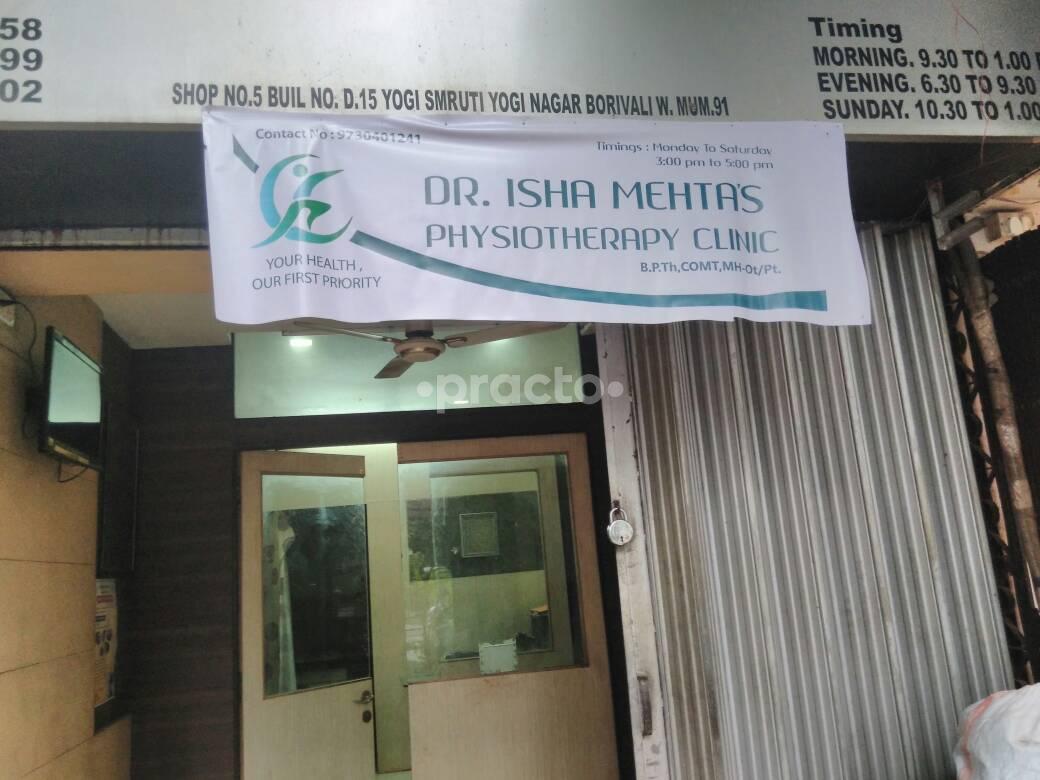 58
99
02
SHOP NO.5 BUIL NO. D.15 YOGI SMRUTI YOGI NAGAR BORIVALI W. MUM.91
Timing
MORNING. 9.30 TO 1.00
EVENING. 6.30 TO 9.30
SUNDAY. 10.30 TO 1.00
Contact No : 9730401241
Timings : Monday To Saturday
3:00 pm to 5:00 pm
DR. ISHA MEHTA'S
PHYSIOTHERAPY CLINIC
B.P.Th,COMT,MH-Ot/Pt.
YOUR HEALTH ,
OUR FIRST PRIORITY
•practo•